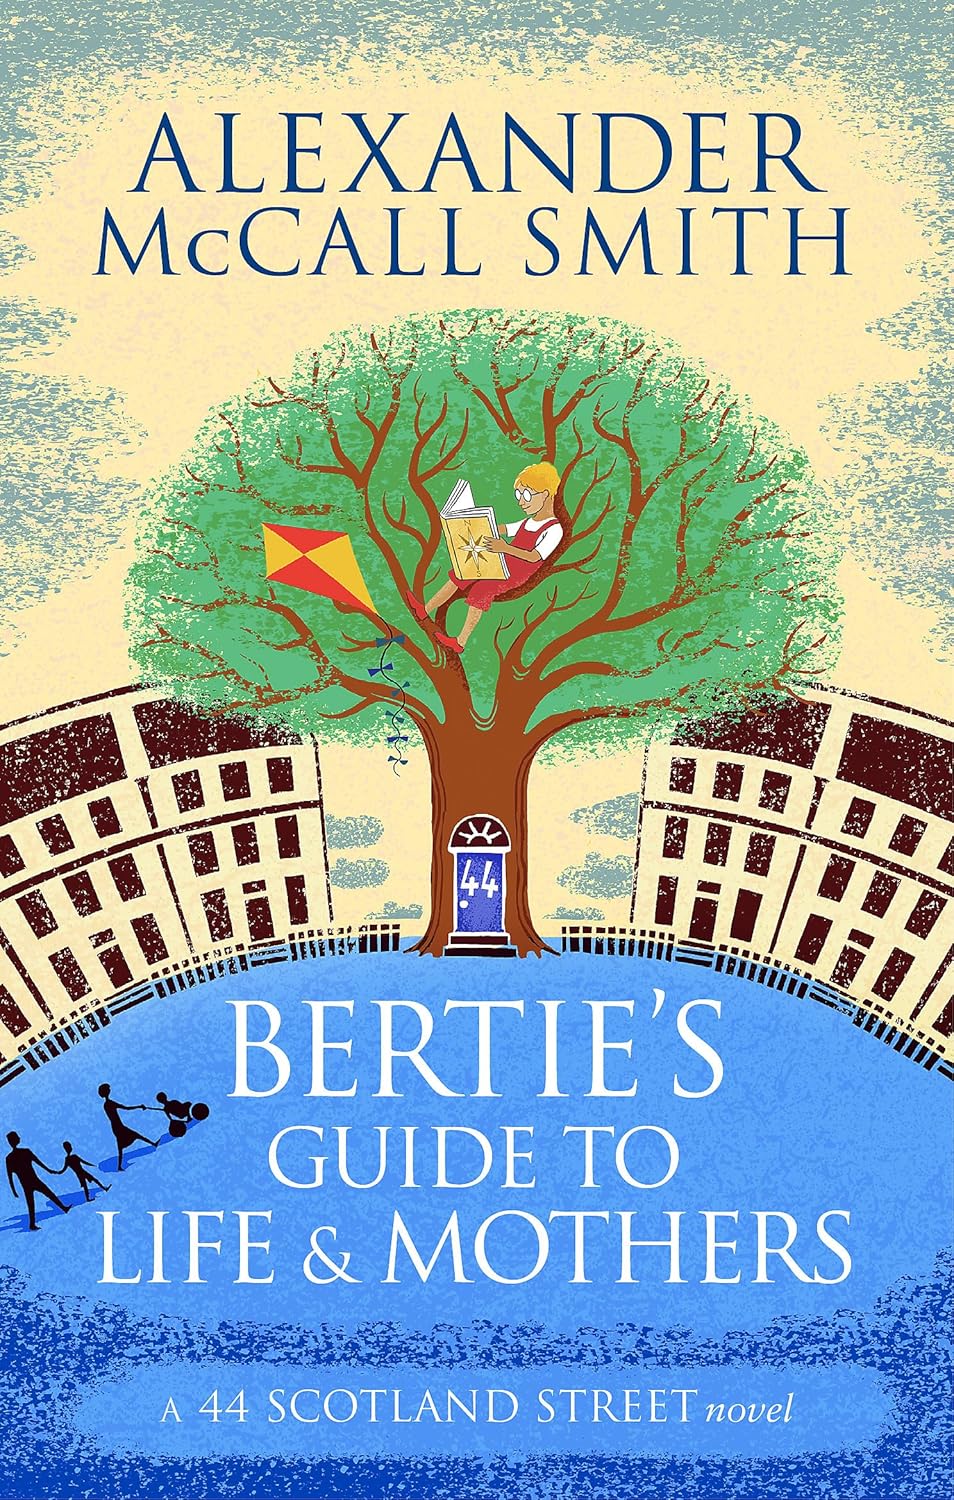 ALEXANDER
McCALL SMITH
N
S
44
BERTIE'S
GUIDE TO
LIFE & MOTHERS
A 44 SCOTLAND STREET novel